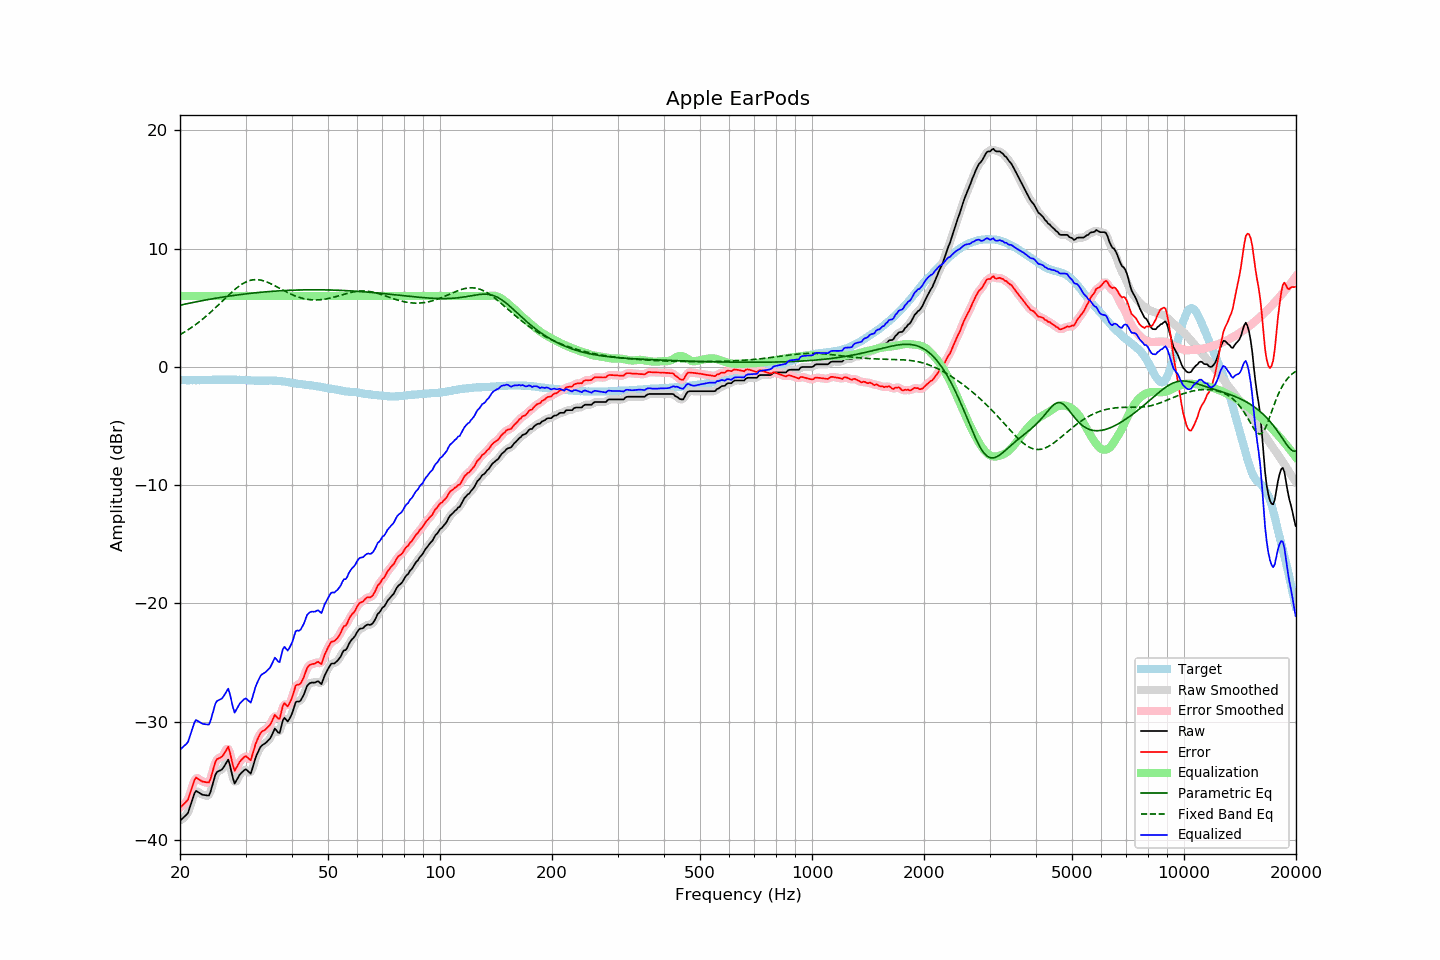 Apple EarPods
20
10
0
−10
−20
−30
−40
Amplitude (dBr)
20
50
100
200
500
1000
2000
5000
10000
20000
Frequency (Hz)
Target
Raw Smoothed
Error Smoothed
Raw
Error
Equalization
Parametric Eq
Fixed Band Eq
Equalized